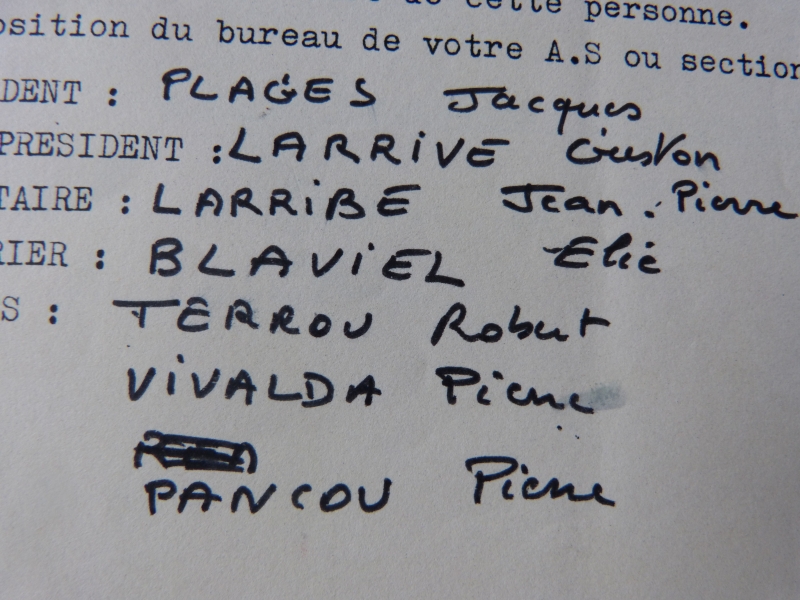 de cette personne.
osition du bureau de votre A.S ou section
DENT : PLAGES Jacques
PRESIDENT : LARRIVE Gaston
TAIRE : LARRIBE Jean. Pierre
RIER : BLAVIEL Elie
S : TERROU Robert
VIVALDA Pierre
PANCOU Pierre